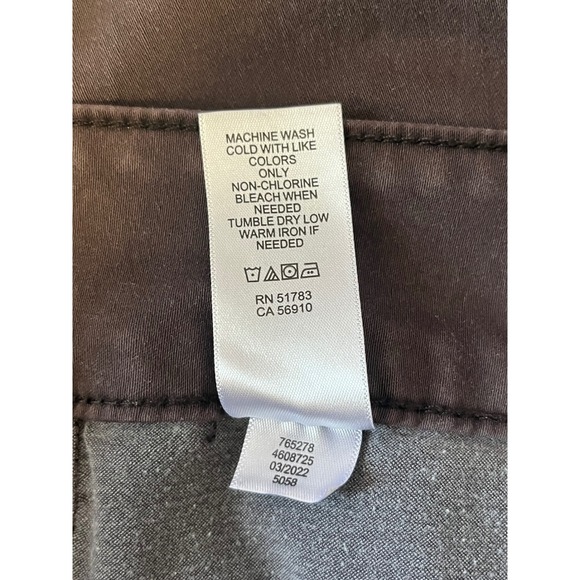 MACHINE WASH
COLD WITH LIKE
COLORS
ONLY
NON-CHLORINE
BLEACH WHEN
NEEDED
TUMBLE DRY LOW
WARM IRON IF
NEEDED
RN 51783
CA 56910
765278
4608725
03/2022
5058